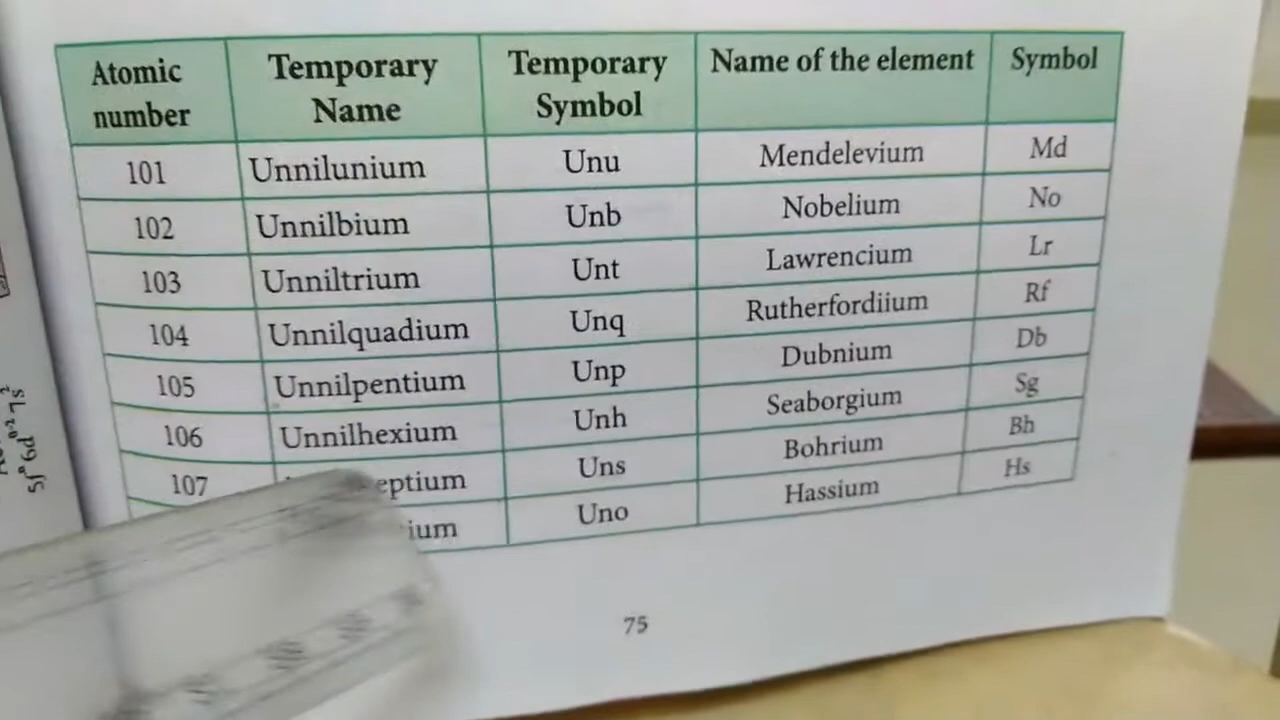 Atomic number Temporary Name Temporary Symbol Name of the element Symbol
101 Unnilunium Unu Mendelevium Md
102 Unnilbium Unb Nobelium No
103 Unniltrium Unt Lawrencium Lr
104 Unnilquadium Unq Rutherfordiium Rf
105 Unnilpentium Unp Dubnium Db
106 Unnilhexium Unh Seaborgium Sg
107 eptium Uns Bohrium Bh
ium Uno Hassium Hs
75